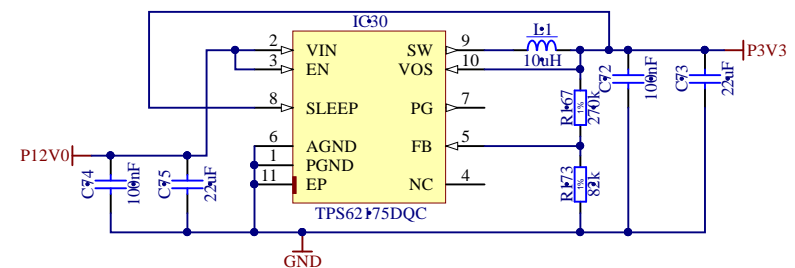 IC30
L1
2 VIN SW 9
10uH
P3V3
3 EN VOS 10
C72 100nF
C73 22uF
8 SLEEP PG 7
R167 1% 270k
6 AGND FB 5
P12V0
1 PGND
11 EP NC 4
C74 100nF
C75 22uF
R173 1% 82k
TPS62175DQC
GND